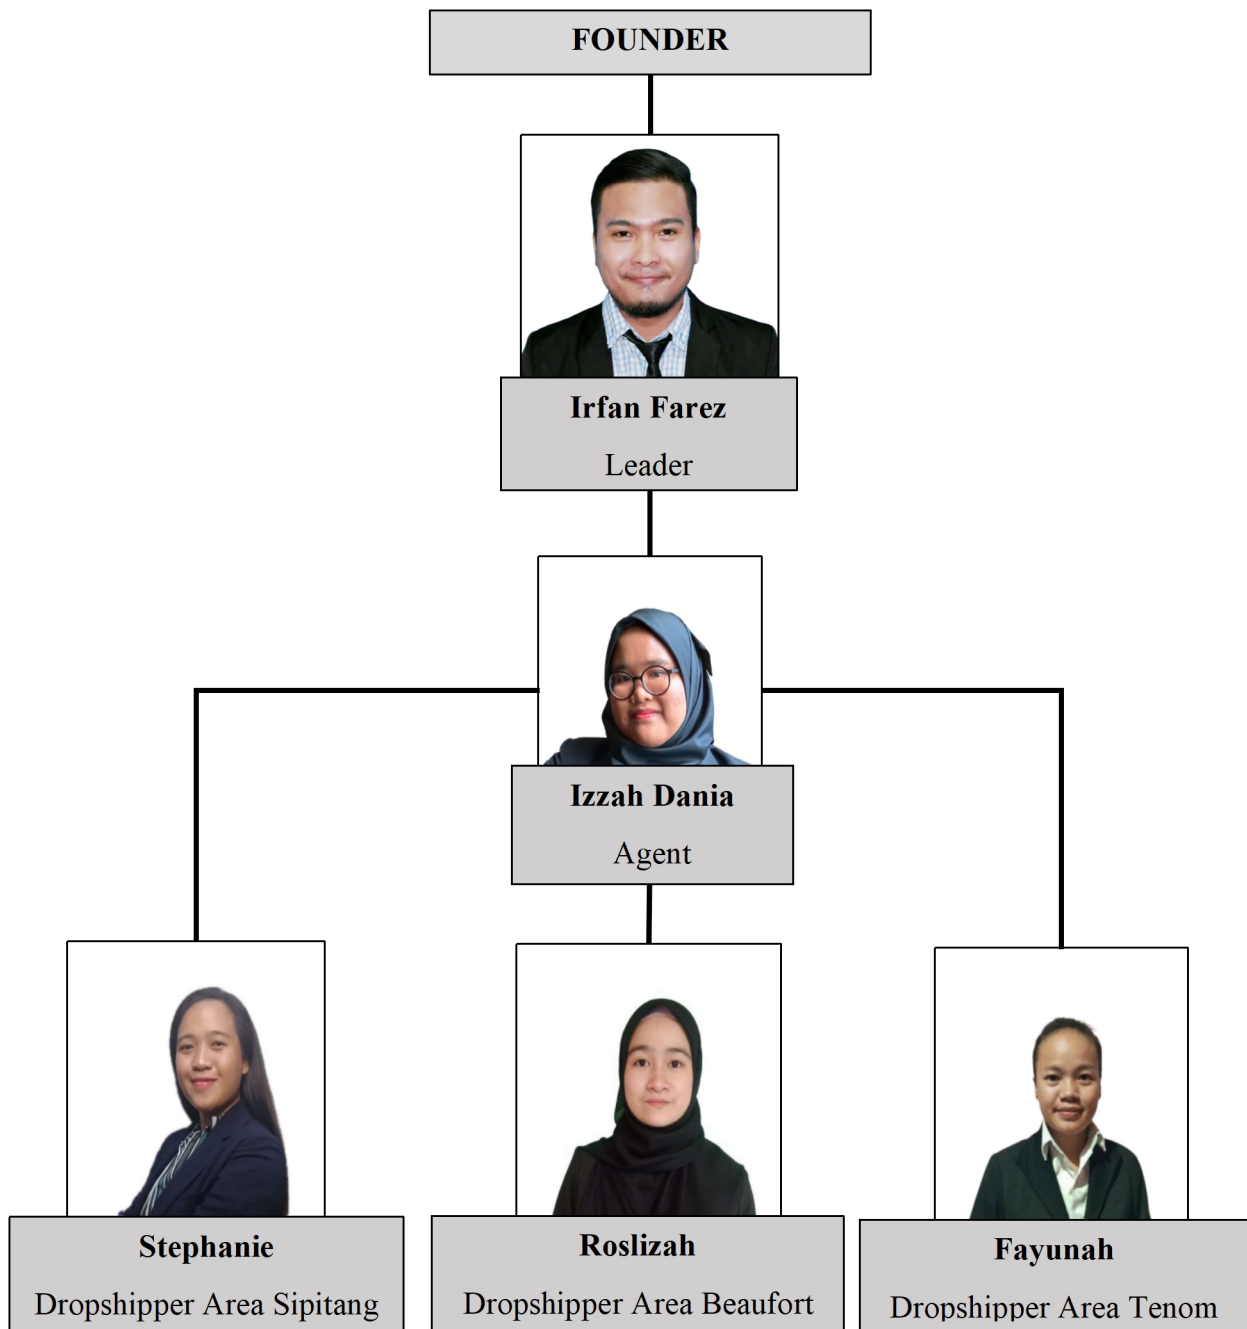 FOUNDER
Irfan Farez
Leader
Izzah Dania
Agent
Stephanie
Dropshipper Area Sipitang
Roslizah
Dropshipper Area Beaufort
Fayunah
Dropshipper Area Tenom